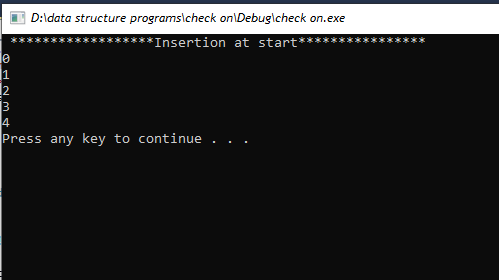 D:\data structure programs\check on\Debug\check on.exe
******************Insertion at start****************
0
1
2
3
4
Press any key to continue . . .